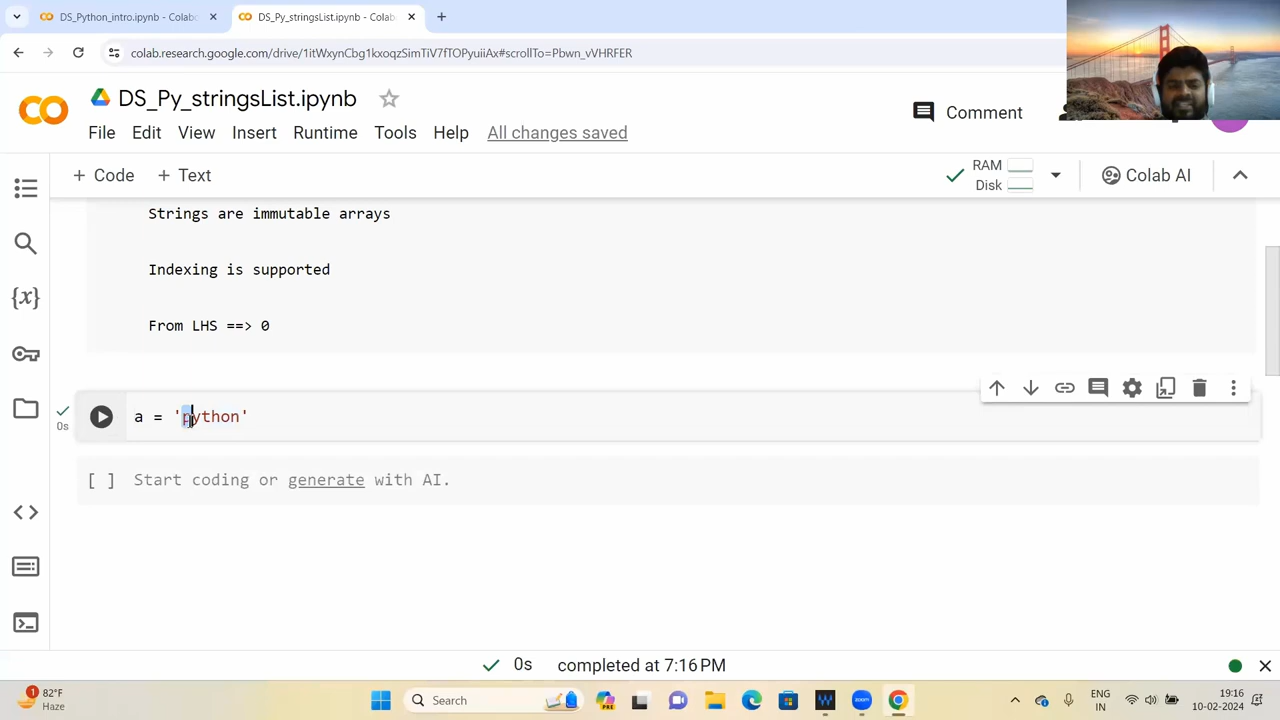 DS_Python_intro.ipynb - Colab
DS_Py_stringsList.ipynb - Colab
colab.research.google.com/drive/1itWxynCbg1kxoqzSimTiV7fTOPyuiiAx#scrollTo=Pbwn_vVHRFER
DS_Py_stringsList.ipynb
Comment
File Edit View Insert Runtime Tools Help All changes saved
+ Code + Text
RAM
Disk
Colab AI
Strings are immutable arrays
Indexing is supported
From LHS ==> 0
{x}
0s
a = 'python'
[ ] Start coding or generate with AI.
0s completed at 7:16 PM
1
82°F
Haze
Search
PRE
W
zoom
ENG
IN
19:16
10-02-2024